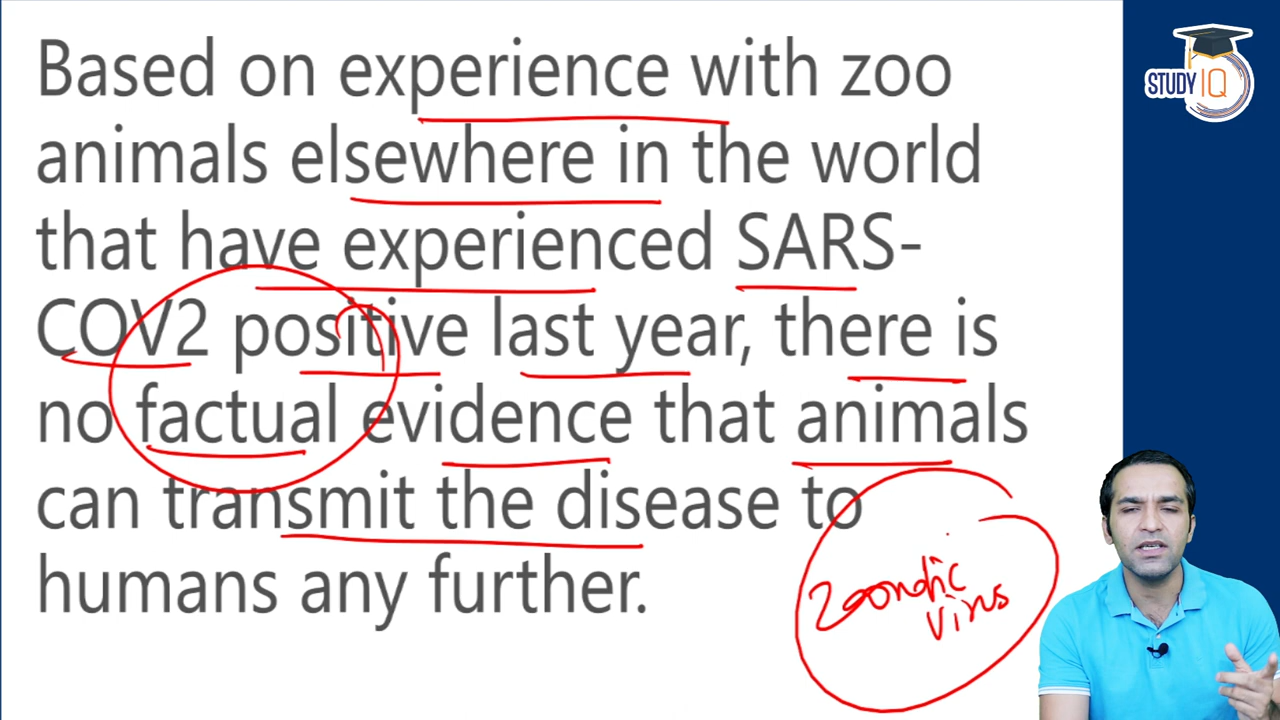 Based on experience with zoo
animals elsewhere in the world
that have experienced SARS-
COV2 positive last year, there is
no factual evidence that animals
can transmit the disease to
humans any further.
Zoonotic
Virus
STUDY IQ